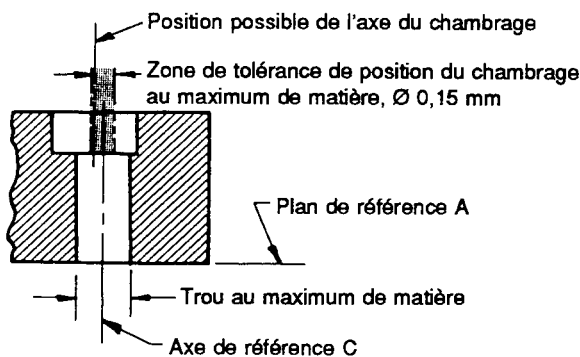 Position possible de l'axe du chambrage
Zone de tolérance de position du chambrage
au maximum de matière, Ø 0,15 mm
Plan de référence A
Trou au maximum de matière
Axe de référence C